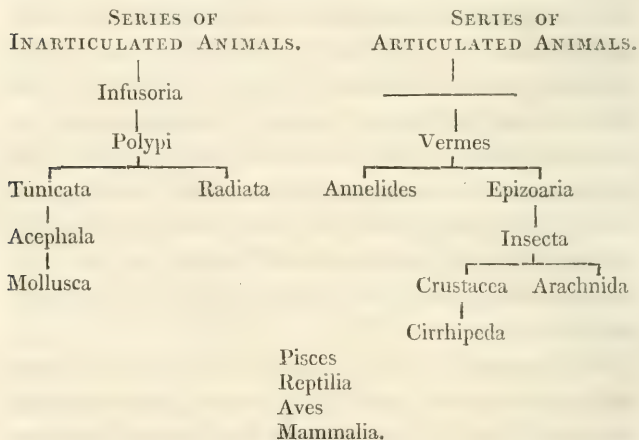 SERIES OF SERIES OF
INARTICULATED ANIMALS. ARTICULATED ANIMALS.
Infusoria
Polypi Vermes
Tunicata Radiata Annelides Epizoaria
Acephala Insecta
Mollusca Crustacea Arachnida
Cirrhipeda
Pisces
Reptilia
Aves
Mammalia.